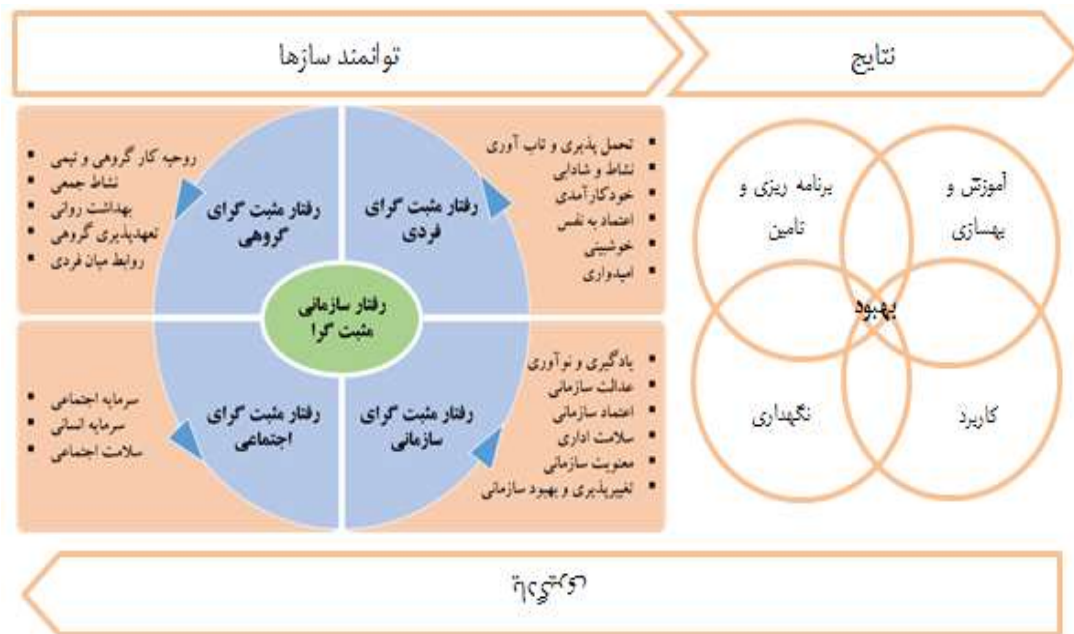 توانمند سازها
نتایج
تحمل پذیری و تاب آوری
نشاط و شادابی
خودکارآمدی
اعتماد به نفس
خوشبینی
امیدواری
رفتار مثبت گرای
فردی
رفتار مثبت گرای
گروهی
روحیه کار گروهی و تیمی
نشاط جمعی
بهداشت روانی
تعهدپذیری گروهی
روابط میان فردی
رفتار سازمانی
مثبت گرا
یادگیری و نوآوری
عدالت سازمانی
اعتماد سازمانی
سلامت اداری
معنویت سازمانی
تغییرپذیری و بهبود سازمانی
رفتار مثبت گرای
سازمانی
رفتار مثبت گرای
اجتماعی
سرمایه اجتماعی
سرمایه انسانی
سلامت اجتماعی
آموزش و
بهسازی
برنامه ریزی و
تامین
بهبود
کاربرد
نگهداری
یادگیری